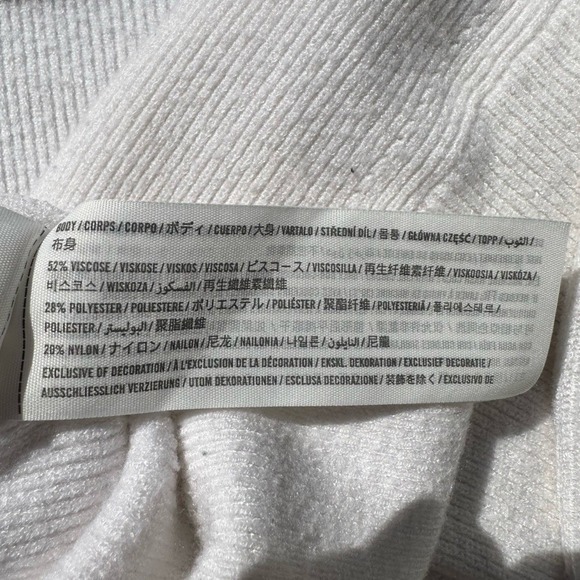 BODY / CORPS / CORPO / ボディ / CUERPO / 大身 / VARTALO / STŘEDNÍ DÍL / 몸통 / GŁÓWNA CZĘŚĆ / TOPP / الثوب /
布身
52% VISCOSE / VISKOSE / VISKOS / VISCOSA / ビスコース / VISCOSILLA / 再生纤维素纤维 / VISKOOSIA / VISKÓZA /
비스코스 / WISKOZA / الفسكوز / 再生纖維素纖維
28% POLYESTER / POLIESTERE / ポリエステル / POLIÉSTER / 聚酯纤维 / POLYESTERIÄ / 폴리에스테르 /
POLIESTER / البوليستر / 聚脂纖維
20% NYLON / ナイロン / NAILON / 尼龙 / NAILONIA / 나일론 / النايلون / 尼龍
EXCLUSIVE OF DECORATION / À L'EXCLUSION DE LA DÉCORATION / EKSKL. DEKORATION / EXCLUSIEF DECORATIE /
AUSSCHLIESSLICH VERZIERUNG / UTOM DEKORATIONEN / ESCLUSA DECORAZIONE / 装飾を除く / EXCLUSIVO DE